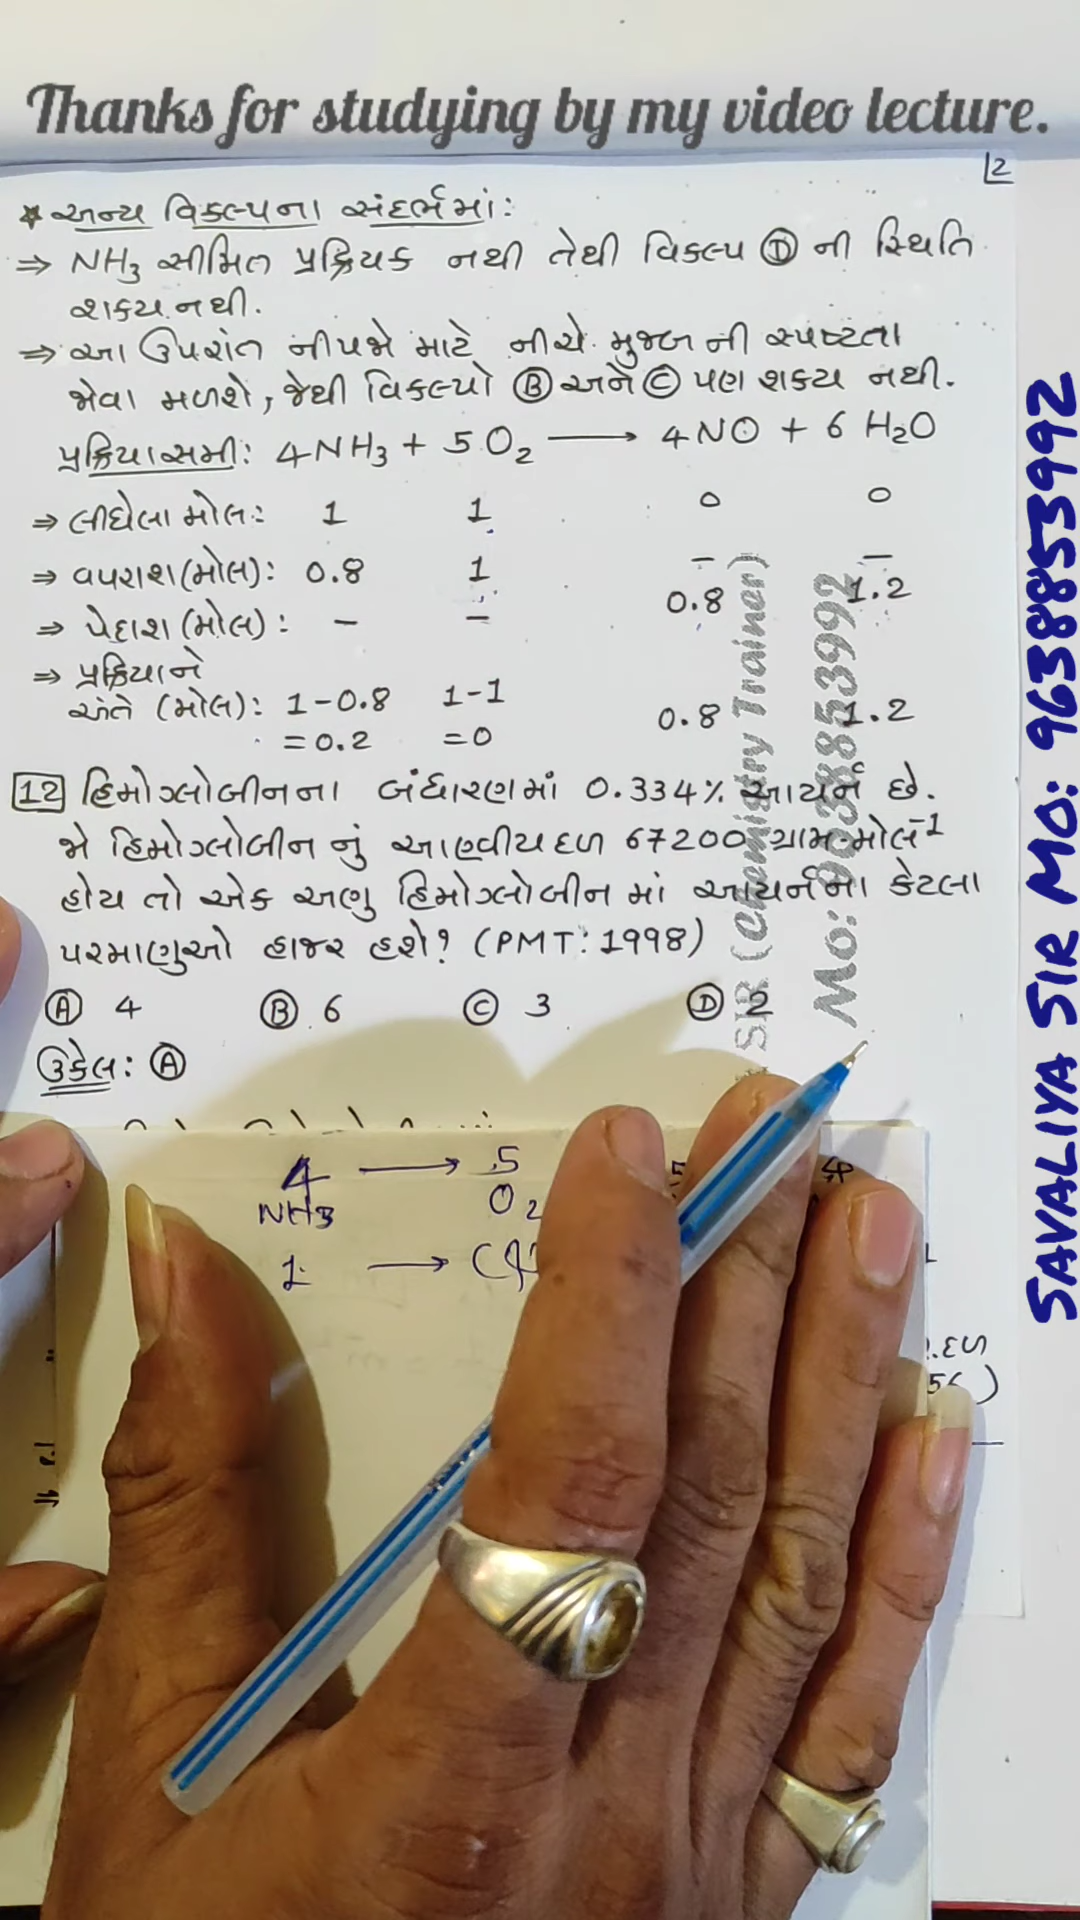 Thanks for studying by my video lecture.
2
* અન્ય વિકલ્પના સંદર્ભમાં:
⇒ NH₃ સીમિત પ્રક્રિયક નથી તેથી વિકલ્પ Ⓓ ની સ્થિતિ
શક્ય નથી.
⇒ આ ઉપરાંત નીપજો માટે નીચે મુજબ ની સ્પષ્ટતા
જોવા મળશે, જેથી વિકલ્પો Ⓑ અને Ⓒ પણ શક્ય નથી.
પ્રક્રિયા સમી: 4NH₃ + 5O₂ ⟶ 4NO + 6H₂O
⇒ લીધેલા મોલ: 1 1 0 0
⇒ વપરાશ (મોલ): 0.8 1 – –
⇒ પેદાશ (મોલ): – – 0.8 1.2
⇒ પ્રક્રિયાને
અંતે (મોલ): 1-0.8 1-1 0.8 1.2
=0.2 =0
12 હિમોગ્લોબીનના બંધારણમાં 0.334% આયર્ન છે.
જો હિમોગ્લોબીન નું આણ્વીય દળ 67200 ગ્રામ-મોલ⁻¹
હોય તો એક અણુ હિમોગ્લોબીન માં આયર્નના કેટલા
પરમાણુઓ હાજર હશે? (PMT: 1998)
Ⓐ 4 Ⓑ 6 Ⓒ 3 Ⓓ 2
ઉકેલ: Ⓐ
4 ⟶ 5
NH3 O₂
1 ⟶
.દળ
SIR (Chemistry Trainer)
Mo: 9638853992
SAVALIYA SIR MO: 9638853992